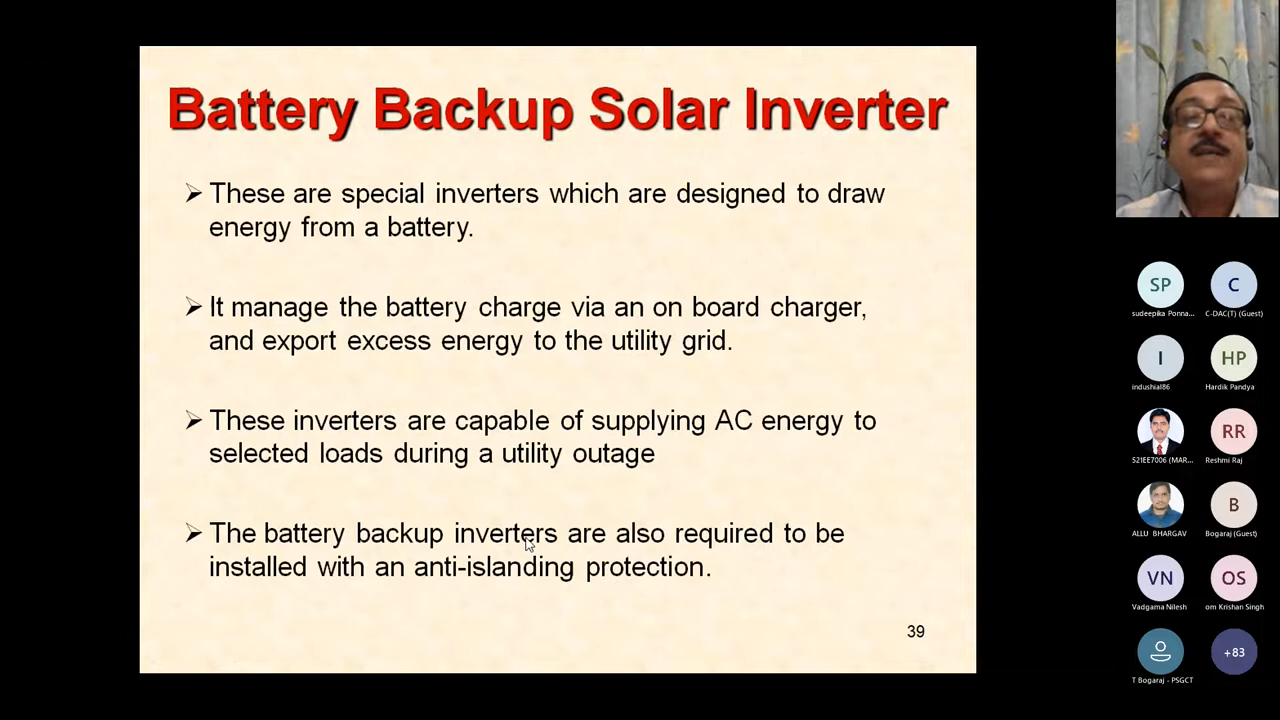 Battery Backup Solar Inverter
➢ These are special inverters which are designed to draw
energy from a battery.
➢ It manage the battery charge via an on board charger,
and export excess energy to the utility grid.
➢ These inverters are capable of supplying AC energy to
selected loads during a utility outage
➢ The battery backup inverters are also required to be
installed with an anti-islanding protection.
39
SP
sudeepika Ponna...
C
C-DAC(T) (Guest)
I
indushial86
HP
Hardik Pandya
521EE7006 (MAR...
RR
Reshmi Raj
ALLU BHARGAV
B
Bogaraj (Guest)
VN
Vadgama Nilesh
OS
om Krishan Singh
T Bogaraj - PSGCT
+83